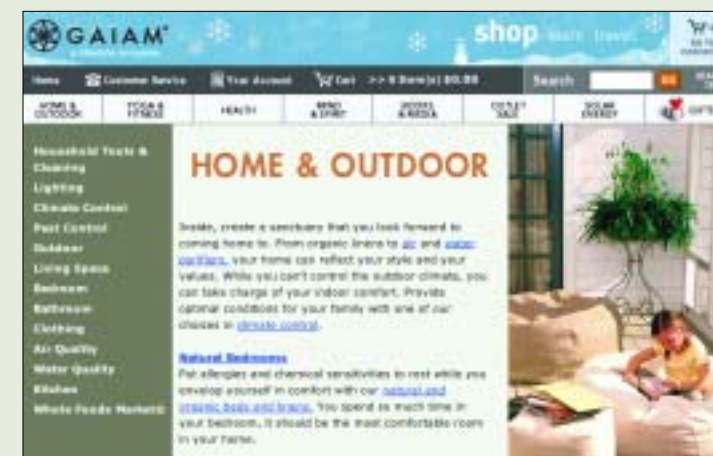 GAIAM
shop learn travel
Home Customer Service Your Account Cart >> 0 item(s) $0.00 Search
HOME & OUTDOOR YOGA & FITNESS HEALTH MIND & SPIRIT BOOKS & MEDIA OUTLET SALE SOLAR ENERGY
Household Tools & Cleaning
Lighting
Climate Control
Pest Control
Outdoor
Living Space
Bedroom
Bathroom
Clothing
Air Quality
Water Quality
Kitchen
Whole Foods Market®
HOME & OUTDOOR
Inside, create a sanctuary that you look forward to
coming home to. From organic linens to air and water
purifiers, your home can reflect your style and your
values. While you can't control the outdoor climate, you
can take charge of your indoor comfort. Provide
optimal conditions for your family with one of our
choices in climate control.
Natural Bedrooms
Put allergies and chemical sensitivities to rest while you
envelop yourself in comfort with our natural and
organic beds and linens. You spend so much time in
your bedroom, it should be the most comfortable room
in your home.